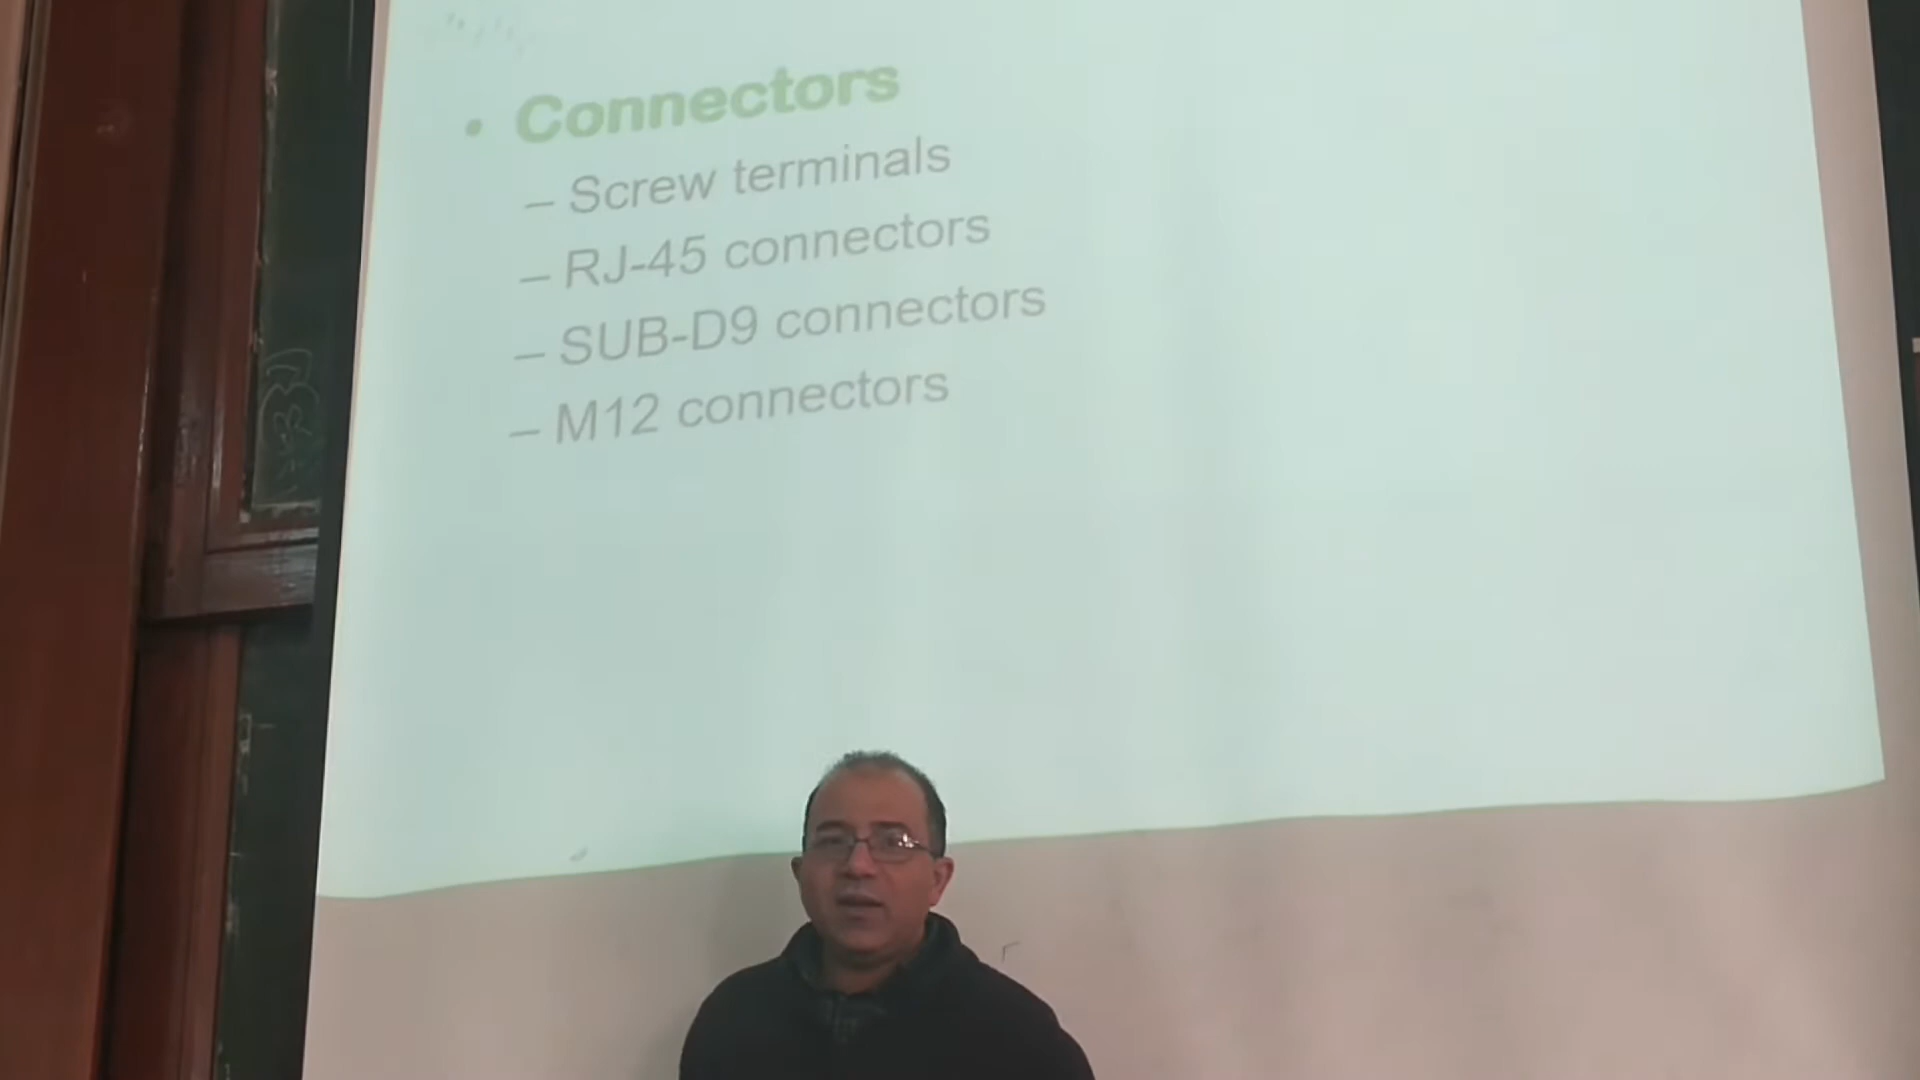 • Connectors
– Screw terminals
– RJ-45 connectors
– SUB-D9 connectors
– M12 connectors